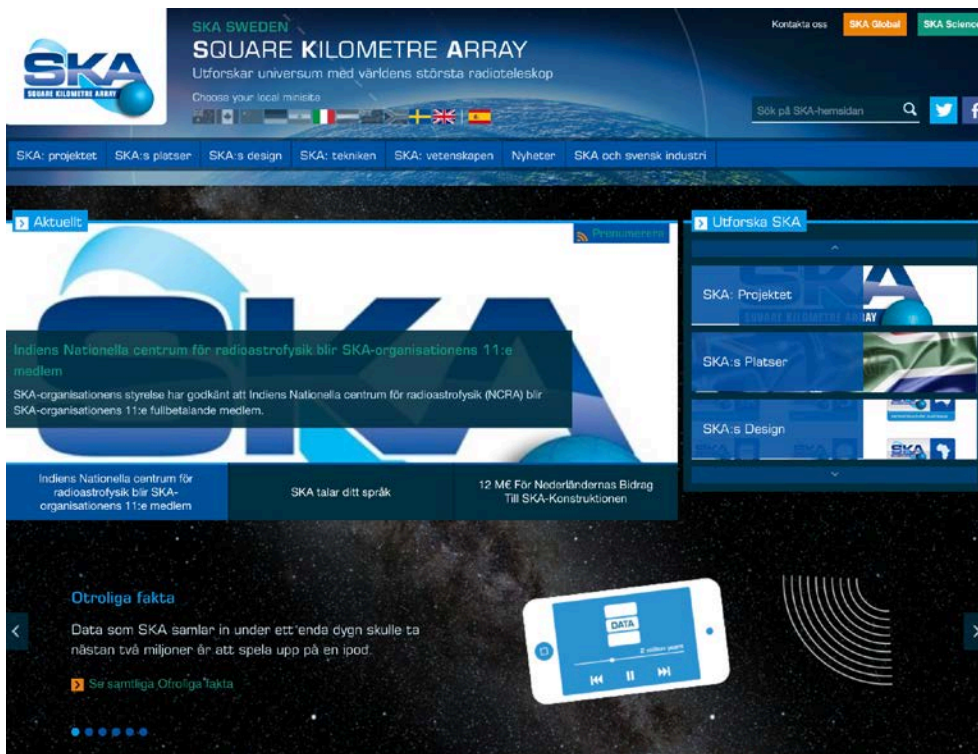 SKA
SQUARE KILOMETRE ARRAY
SKA SWEDEN
SQUARE KILOMETRE ARRAY
Utforskar universum med världens största radioteleskop
Choose your local minisite
Kontakta oss
SKA Global
SKA Science
Sök på SKA-hemsidan
SKA: projektet
SKA:s platser
SKA:s design
SKA: tekniken
SKA: vetenskapen
Nyheter
SKA och svensk industri
Aktuellt
Prenumerera
SKA
Indiens Nationella centrum för radioastrofysik blir SKA-organisationens 11:e
medlem
SKA-organisationens styrelse har godkänt att Indiens Nationella centrum för radioastrofysik (NCRA) blir
SKA-organisationens 11:e fullbetalande medlem.
Indiens Nationella centrum för
radioastrofysik blir SKA-
organisationens 11:e medlem
SKA talar ditt språk
12 M€ För Nederländernas Bidrag
Till SKA-Konstruktionen
Utforska SKA
SKA: Projektet
SKA:s Platser
SKA:s Design
Otroliga fakta
Data som SKA samlar in under ett enda dygn skulle ta
nästan två miljoner år att spela upp på en ipod.
Se samtliga Otroliga fakta
DATA
2 million years